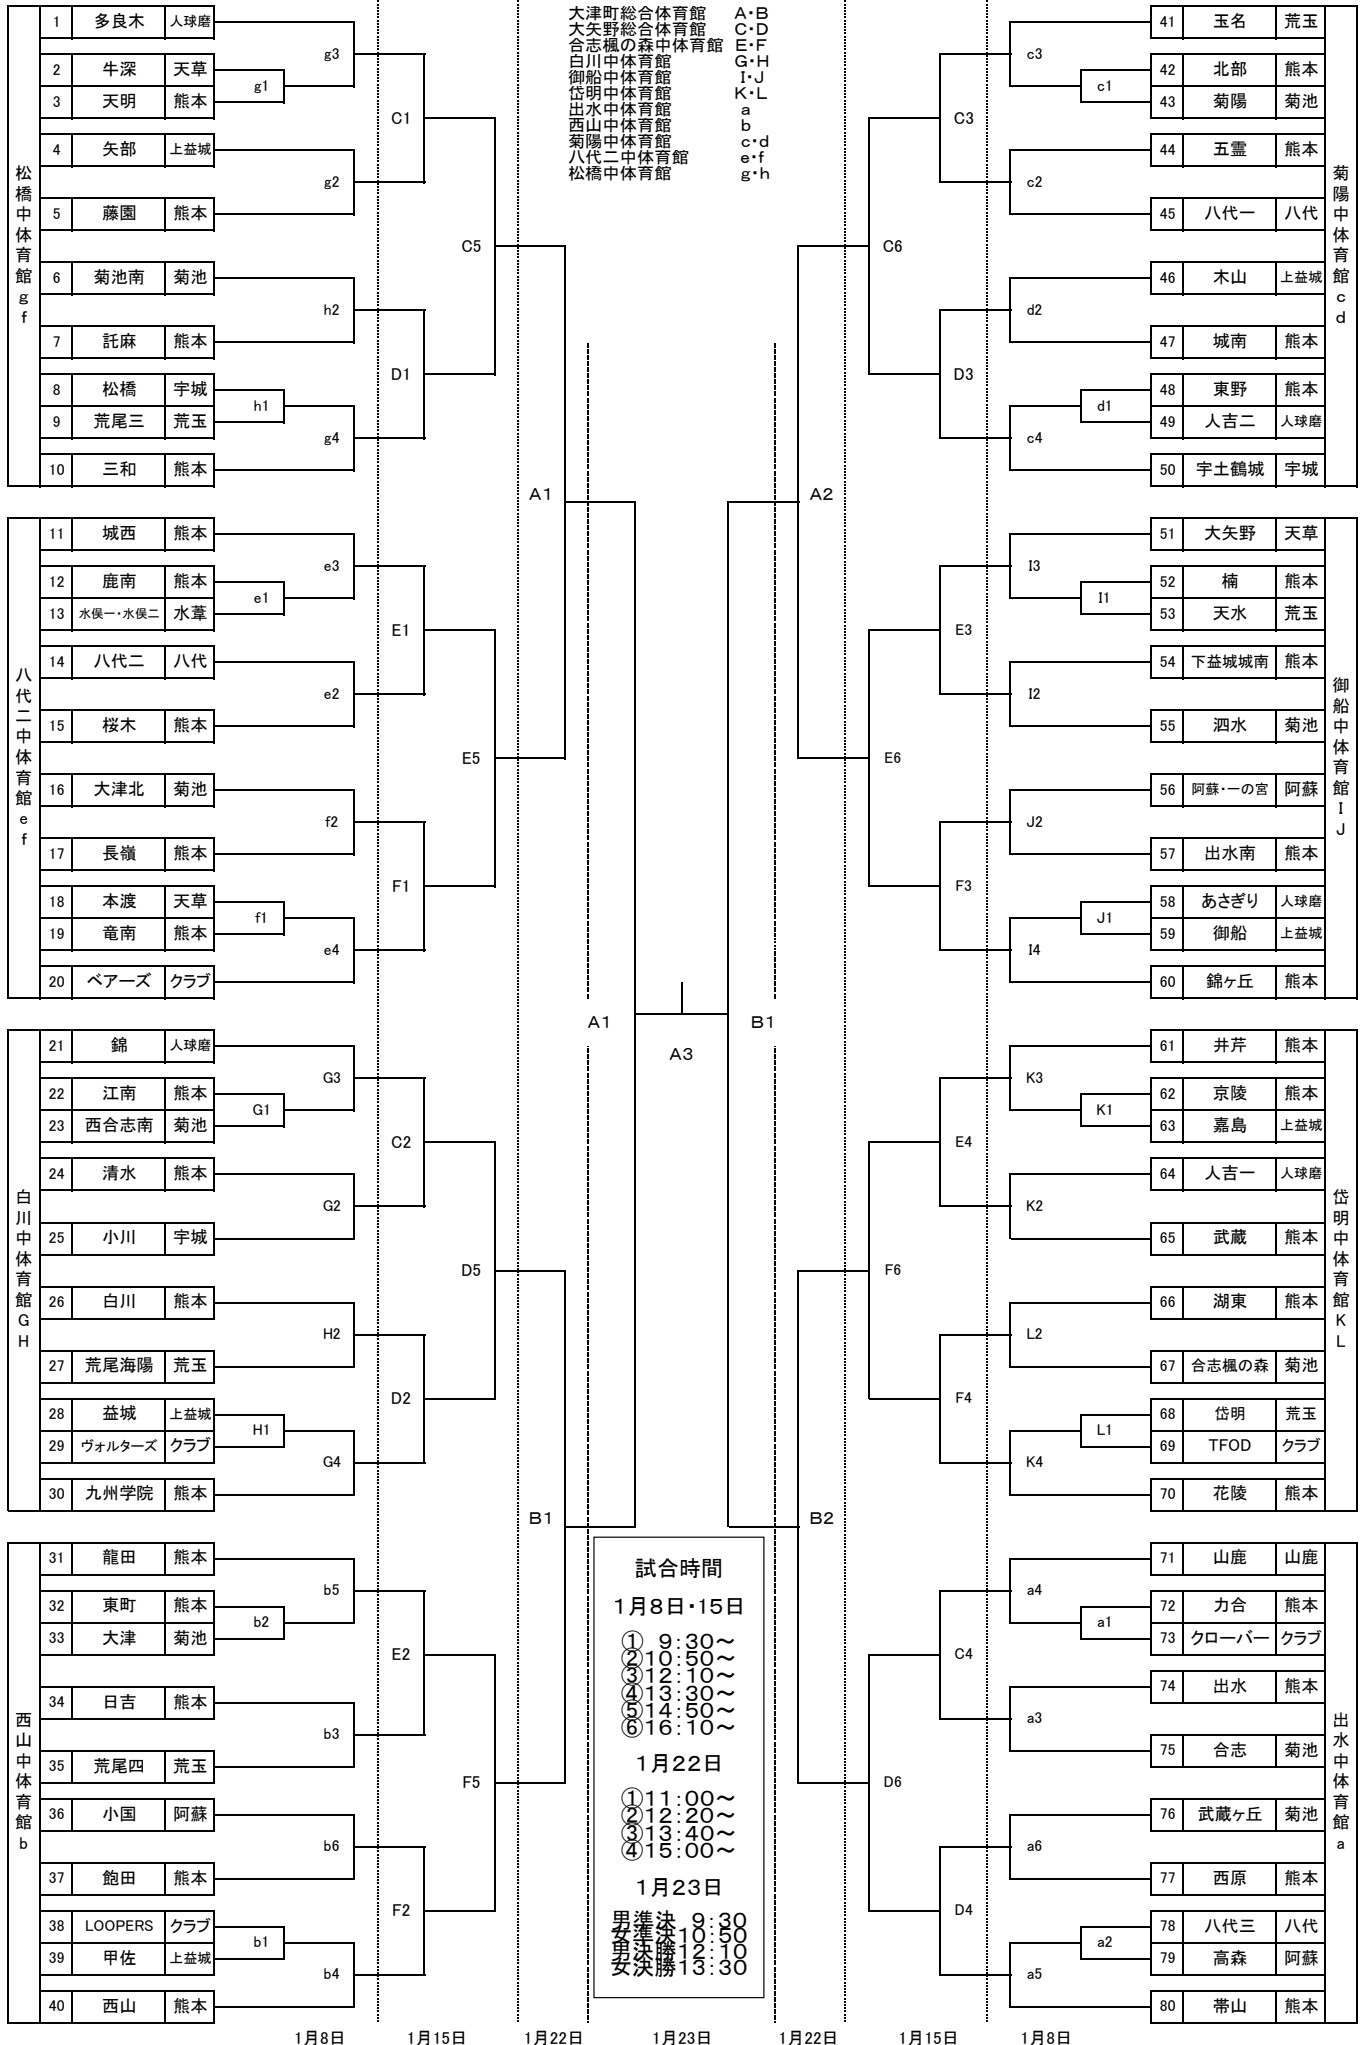 大津町総合体育館 A・B
大矢野総合体育館 C・D
合志楓の森中体育館 E・F
白川中体育館 G・H
御船中体育館 I・J
岱明中体育館 K・L
出水中体育館 a
西山中体育館 b
菊陽中体育館 c・d
八代二中体育館 e・f
松橋中体育館 g・h
松橋中体育館 g f
1 多良木 人球磨
2 牛深 天草
3 天明 熊本
4 矢部 上益城
5 藤園 熊本
6 菊池南 菊池
7 託麻 熊本
8 松橋 宇城
9 荒尾三 荒玉
10 三和 熊本
g3
g1
g2
h2
h1
g4
C1
D1
C5
八代二中体育館 e f
11 城西 熊本
12 鹿南 熊本
13 水俣一・水俣二 水葦
14 八代二 八代
15 桜木 熊本
16 大津北 菊池
17 長嶺 熊本
18 本渡 天草
19 竜南 熊本
20 ベアーズ クラブ
e3
e1
e2
f2
f1
e4
E1
F1
E5
A1
白川中体育館 G H
21 錦 人球磨
22 江南 熊本
23 西合志南 菊池
24 清水 熊本
25 小川 宇城
26 白川 熊本
27 荒尾海陽 荒玉
28 益城 上益城
29 ヴォルターズ クラブ
30 九州学院 熊本
G3
G1
G2
H2
H1
G4
C2
D2
D5
西山中体育館 b
31 龍田 熊本
32 東町 熊本
33 大津 菊池
34 日吉 熊本
35 荒尾四 荒玉
36 小国 阿蘇
37 飽田 熊本
38 LOOPERS クラブ
39 甲佐 上益城
40 西山 熊本
b5
b2
b3
b6
b1
b4
E2
F2
F5
B1
A1
A3
B1
菊陽中体育館 c d
41 玉名 荒玉
42 北部 熊本
43 菊陽 菊池
44 五霊 熊本
45 八代一 八代
46 木山 上益城
47 城南 熊本
48 東野 熊本
49 人吉二 人球磨
50 宇土鶴城 宇城
c3
c1
c2
d2
d1
c4
C3
D3
C6
御船中体育館 I J
51 大矢野 天草
52 楠 熊本
53 天水 荒玉
54 下益城城南 熊本
55 泗水 菊池
56 阿蘇・一の宮 阿蘇
57 出水南 熊本
58 あさぎり 人球磨
59 御船 上益城
60 錦ヶ丘 熊本
I3
I1
I2
J2
J1
I4
E3
F3
E6
A2
岱明中体育館 K L
61 井芹 熊本
62 京陵 熊本
63 嘉島 上益城
64 人吉一 人球磨
65 武蔵 熊本
66 湖東 熊本
67 合志楓の森 菊池
68 岱明 荒玉
69 TFOD クラブ
70 花陵 熊本
K3
K1
K2
L2
L1
K4
E4
F4
F6
出水中体育館 a
71 山鹿 山鹿
72 力合 熊本
73 クローバー クラブ
74 出水 熊本
75 合志 菊池
76 武蔵ヶ丘 菊池
77 西原 熊本
78 八代三 八代
79 高森 阿蘇
80 帯山 熊本
a4
a1
a3
a6
a2
a5
C4
D4
D6
B2
試合時間
1月8日・15日
① 9:30～
②10:50～
③12:10～
④13:30～
⑤14:50～
⑥16:10～
1月22日
①11:00～
②12:20～
③13:40～
④15:00～
1月23日
男準決 9:30
女準決10:50
男決勝12:10
女決勝13:30
1月8日 1月15日 1月22日 1月23日 1月22日 1月15日 1月8日